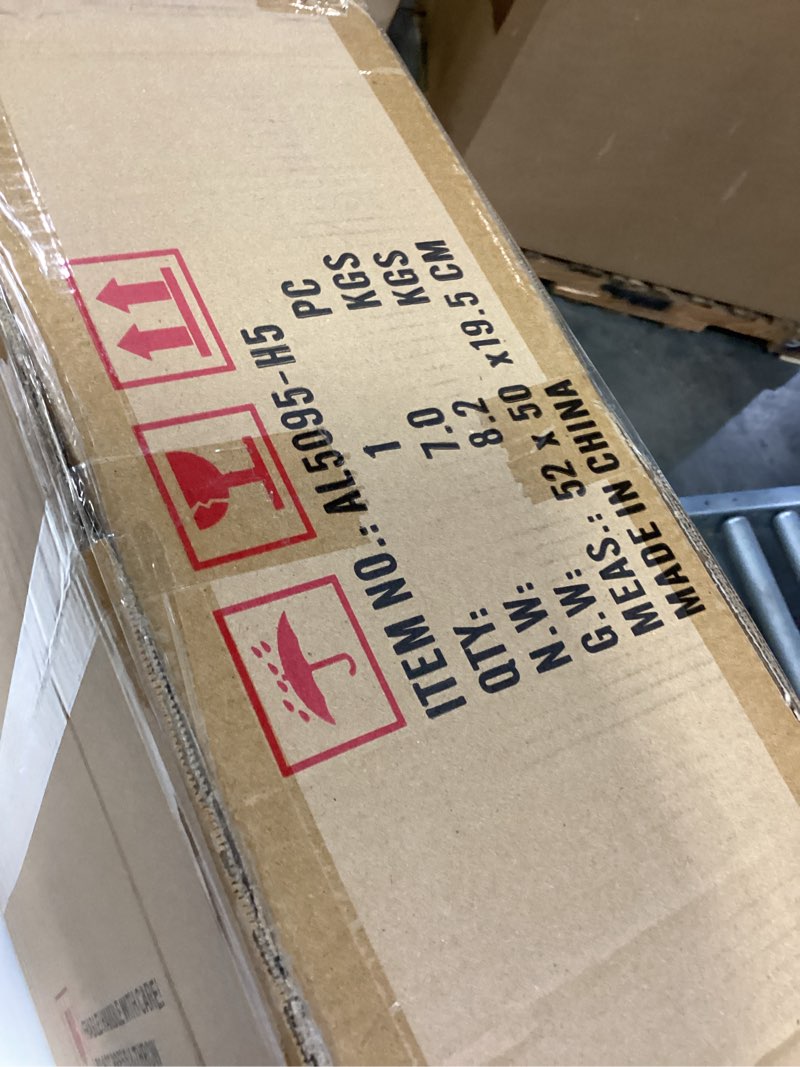 ITEM NO.: AL5095-H5
QTY: 1 PC
N.W: 7.0 KGS
G.W: 8.2 KGS
MEAS.: 52 x 50 x19.5 CM
MADE IN CHINA